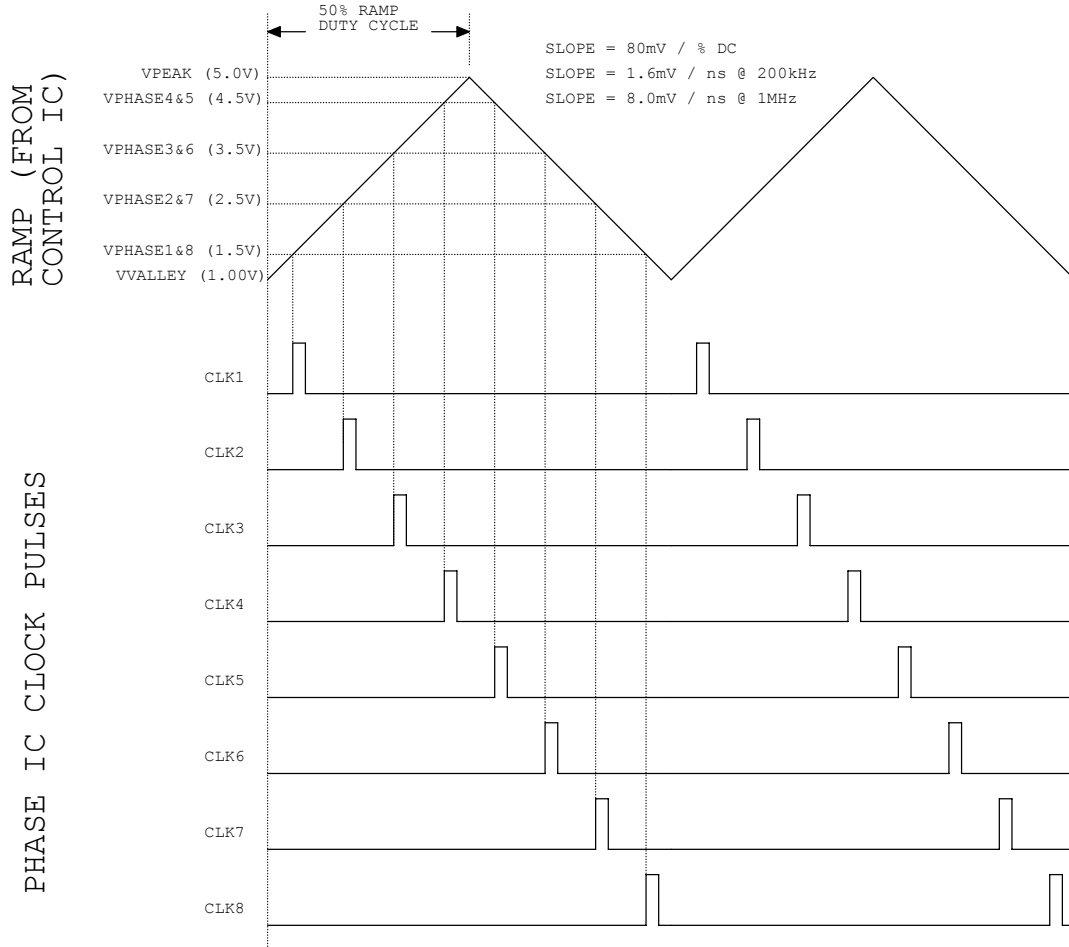 50% RAMP
DUTY CYCLE
SLOPE = 80mV / % DC
SLOPE = 1.6mV / ns @ 200kHz
SLOPE = 8.0mV / ns @ 1MHz
RAMP (FROM
CONTROL IC)
VPEAK (5.0V)
VPHASE4&5 (4.5V)
VPHASE3&6 (3.5V)
VPHASE2&7 (2.5V)
VPHASE1&8 (1.5V)
VVALLEY (1.00V)
PHASE IC CLOCK PULSES
CLK1
CLK2
CLK3
CLK4
CLK5
CLK6
CLK7
CLK8